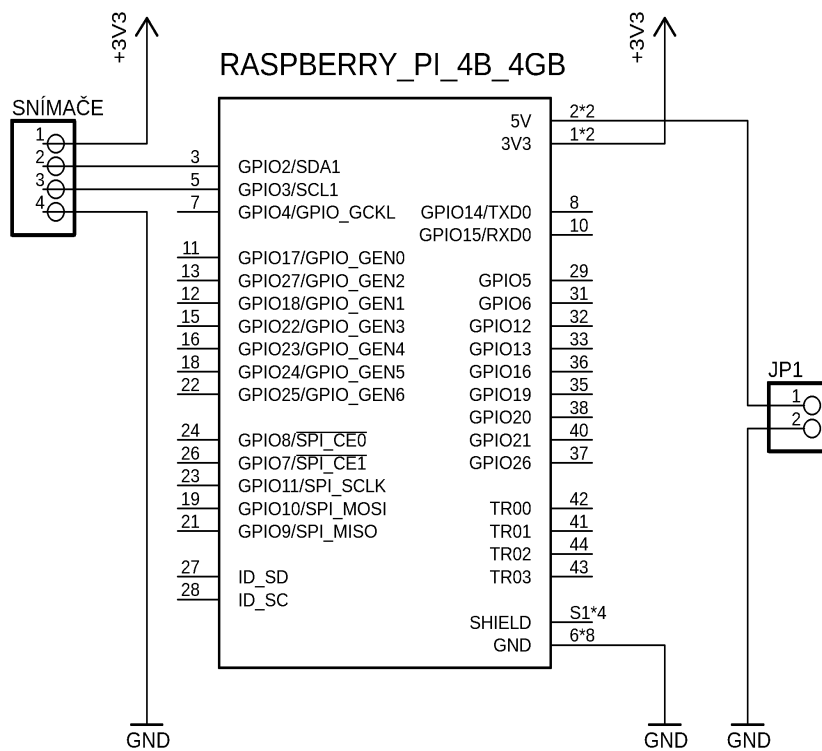 +3V3
+3V3
RASPBERRY_PI_4B_4GB
SNÍMAČE
1
2
3
4
3 GPIO2/SDA1
5 GPIO3/SCL1
7 GPIO4/GPIO_GCKL
11 GPIO17/GPIO_GEN0
13 GPIO27/GPIO_GEN2
12 GPIO18/GPIO_GEN1
15 GPIO22/GPIO_GEN3
16 GPIO23/GPIO_GEN4
18 GPIO24/GPIO_GEN5
22 GPIO25/GPIO_GEN6
24 GPIO8/SPI_CE0
26 GPIO7/SPI_CE1
23 GPIO11/SPI_SCLK
19 GPIO10/SPI_MOSI
21 GPIO9/SPI_MISO
27 ID_SD
28 ID_SC
5V 2*2
3V3 1*2
GPIO14/TXD0 8
GPIO15/RXD0 10
GPIO5 29
GPIO6 31
GPIO12 32
GPIO13 33
GPIO16 36
GPIO19 35
GPIO20 38
GPIO21 40
GPIO26 37
TR00 42
TR01 41
TR02 44
TR03 43
SHIELD S1*4
GND 6*8
JP1
1
2
GND
GND
GND